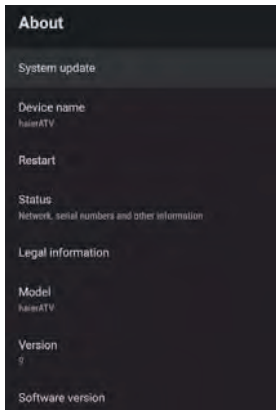 About
System update
Device name
haierATV
Restart
Status
Network, serial numbers and other information
Legal information
Model
haierATV
Version
9
Software version